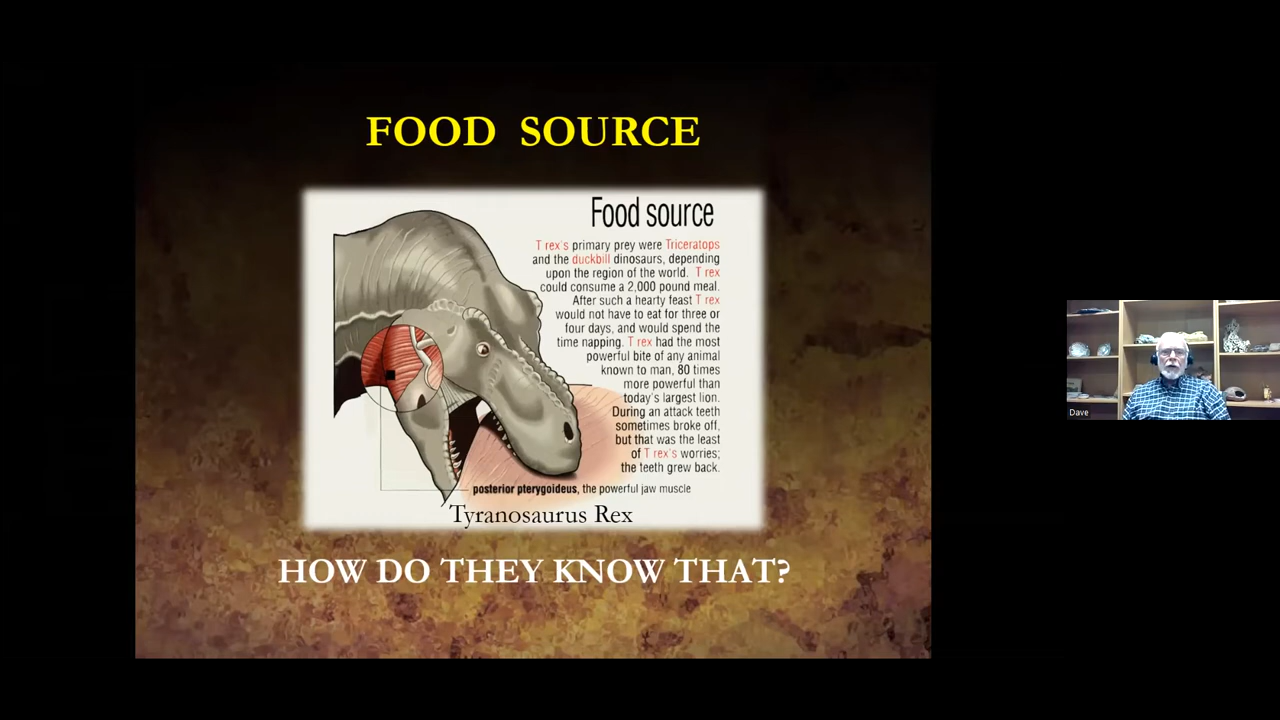 FOOD SOURCE
Food source
T rex's primary prey were Triceratops
and the duckbill dinosaurs, depending
upon the region of the world. T rex
could consume a 2,000 pound meal.
After such a hearty feast T rex
would not have to eat for three or
four days, and would spend the
time napping. T rex had the most
powerful bite of any animal
known to man, 80 times
more powerful than
today's largest lion.
During an attack teeth
sometimes broke off,
but that was the least
of T rex's worries;
the teeth grew back.
posterior pterygoideus, the powerful jaw muscle
Tyranosaurus Rex
HOW DO THEY KNOW THAT?
Dave